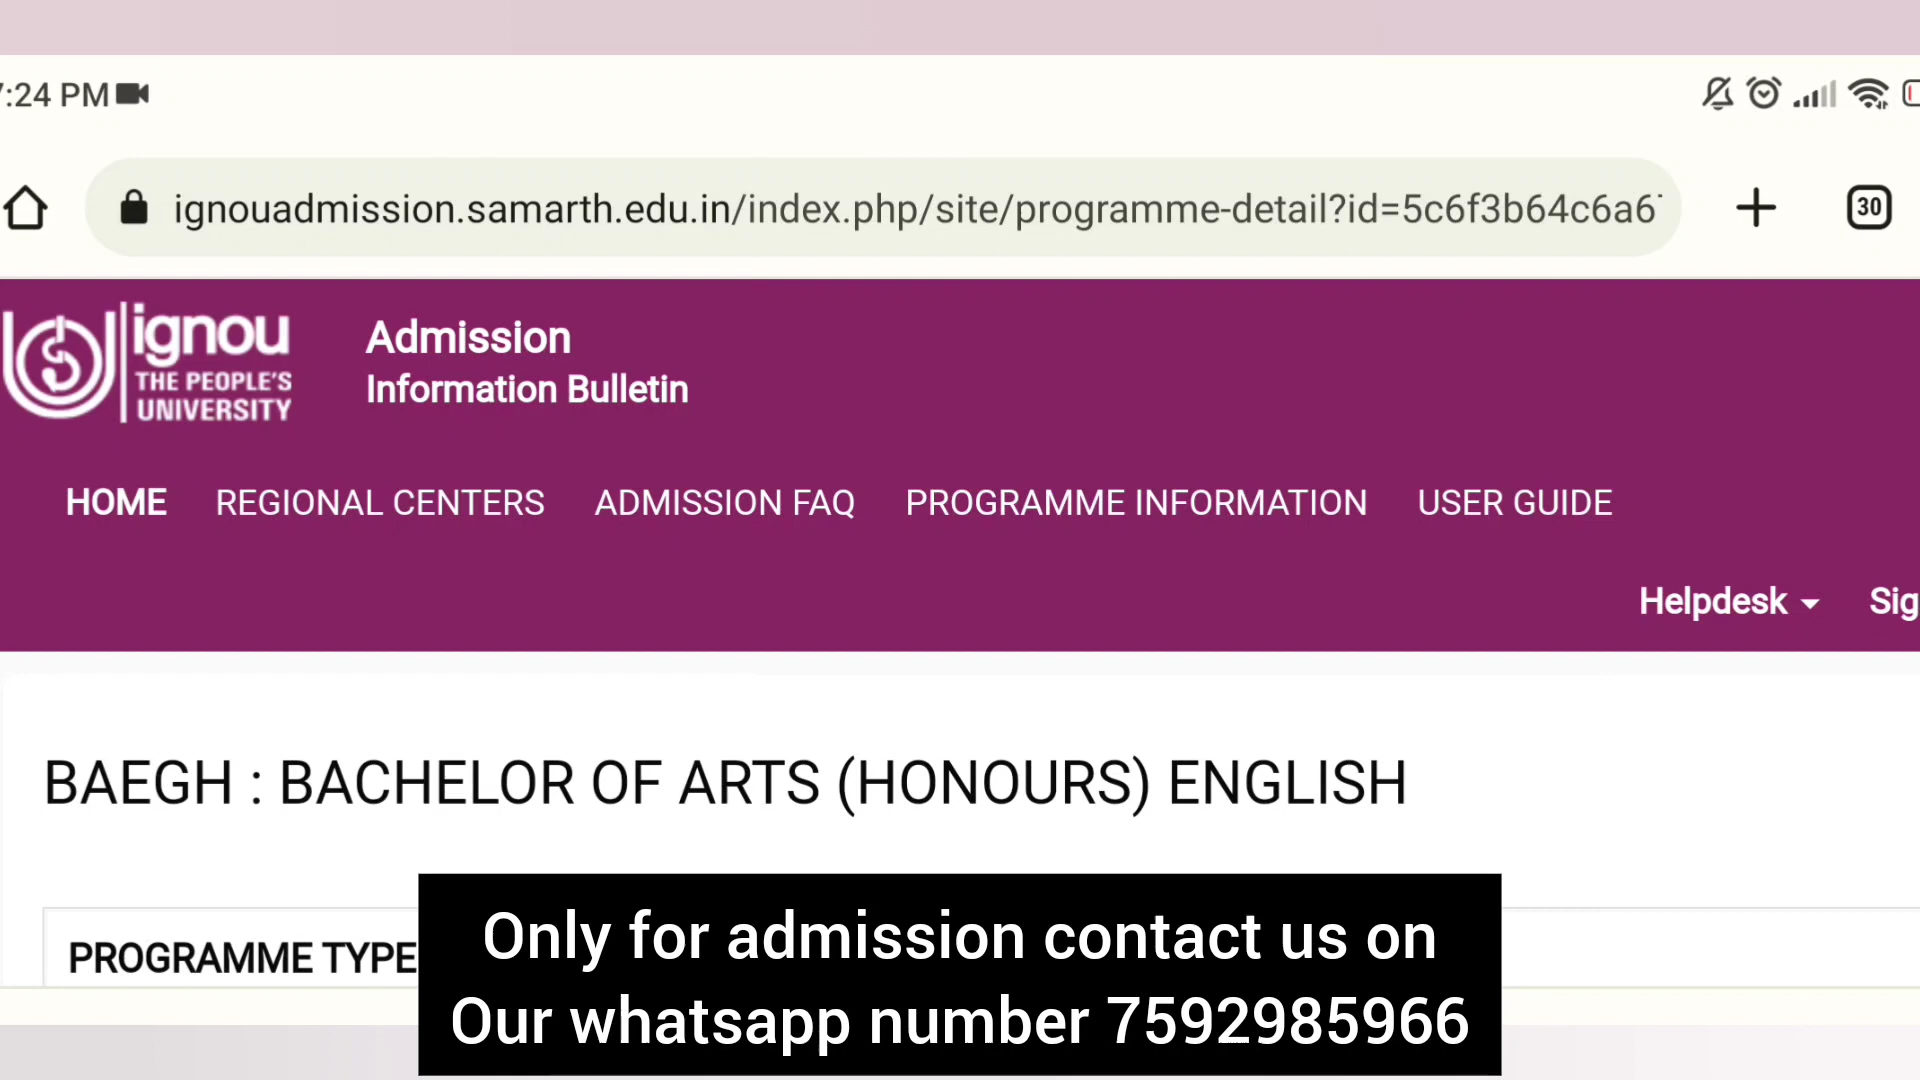 :24 PM
ignouadmission.samarth.edu.in/index.php/site/programme-detail?id=5c6f3b64c6a6
30
ignou
THE PEOPLE'S
UNIVERSITY
Admission
Information Bulletin
HOME REGIONAL CENTERS ADMISSION FAQ PROGRAMME INFORMATION USER GUIDE
Helpdesk Sig
BAEGH : BACHELOR OF ARTS (HONOURS) ENGLISH
PROGRAMME TYPE
Only for admission contact us on
Our whatsapp number 7592985966